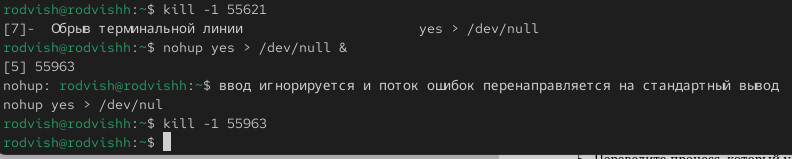 rodvish@rodvishh:~$ kill -1 55621
[7]-  Обрыв терминальной линии                 yes > /dev/null
rodvish@rodvishh:~$ nohup yes > /dev/null &
[5] 55963
nohup: rodvish@rodvishh:~$ ввод игнорируется и поток ошибок перенаправляется на стандартный вывод
nohup yes > /dev/nul
rodvish@rodvishh:~$ kill -1 55963
rodvish@rodvishh:~$